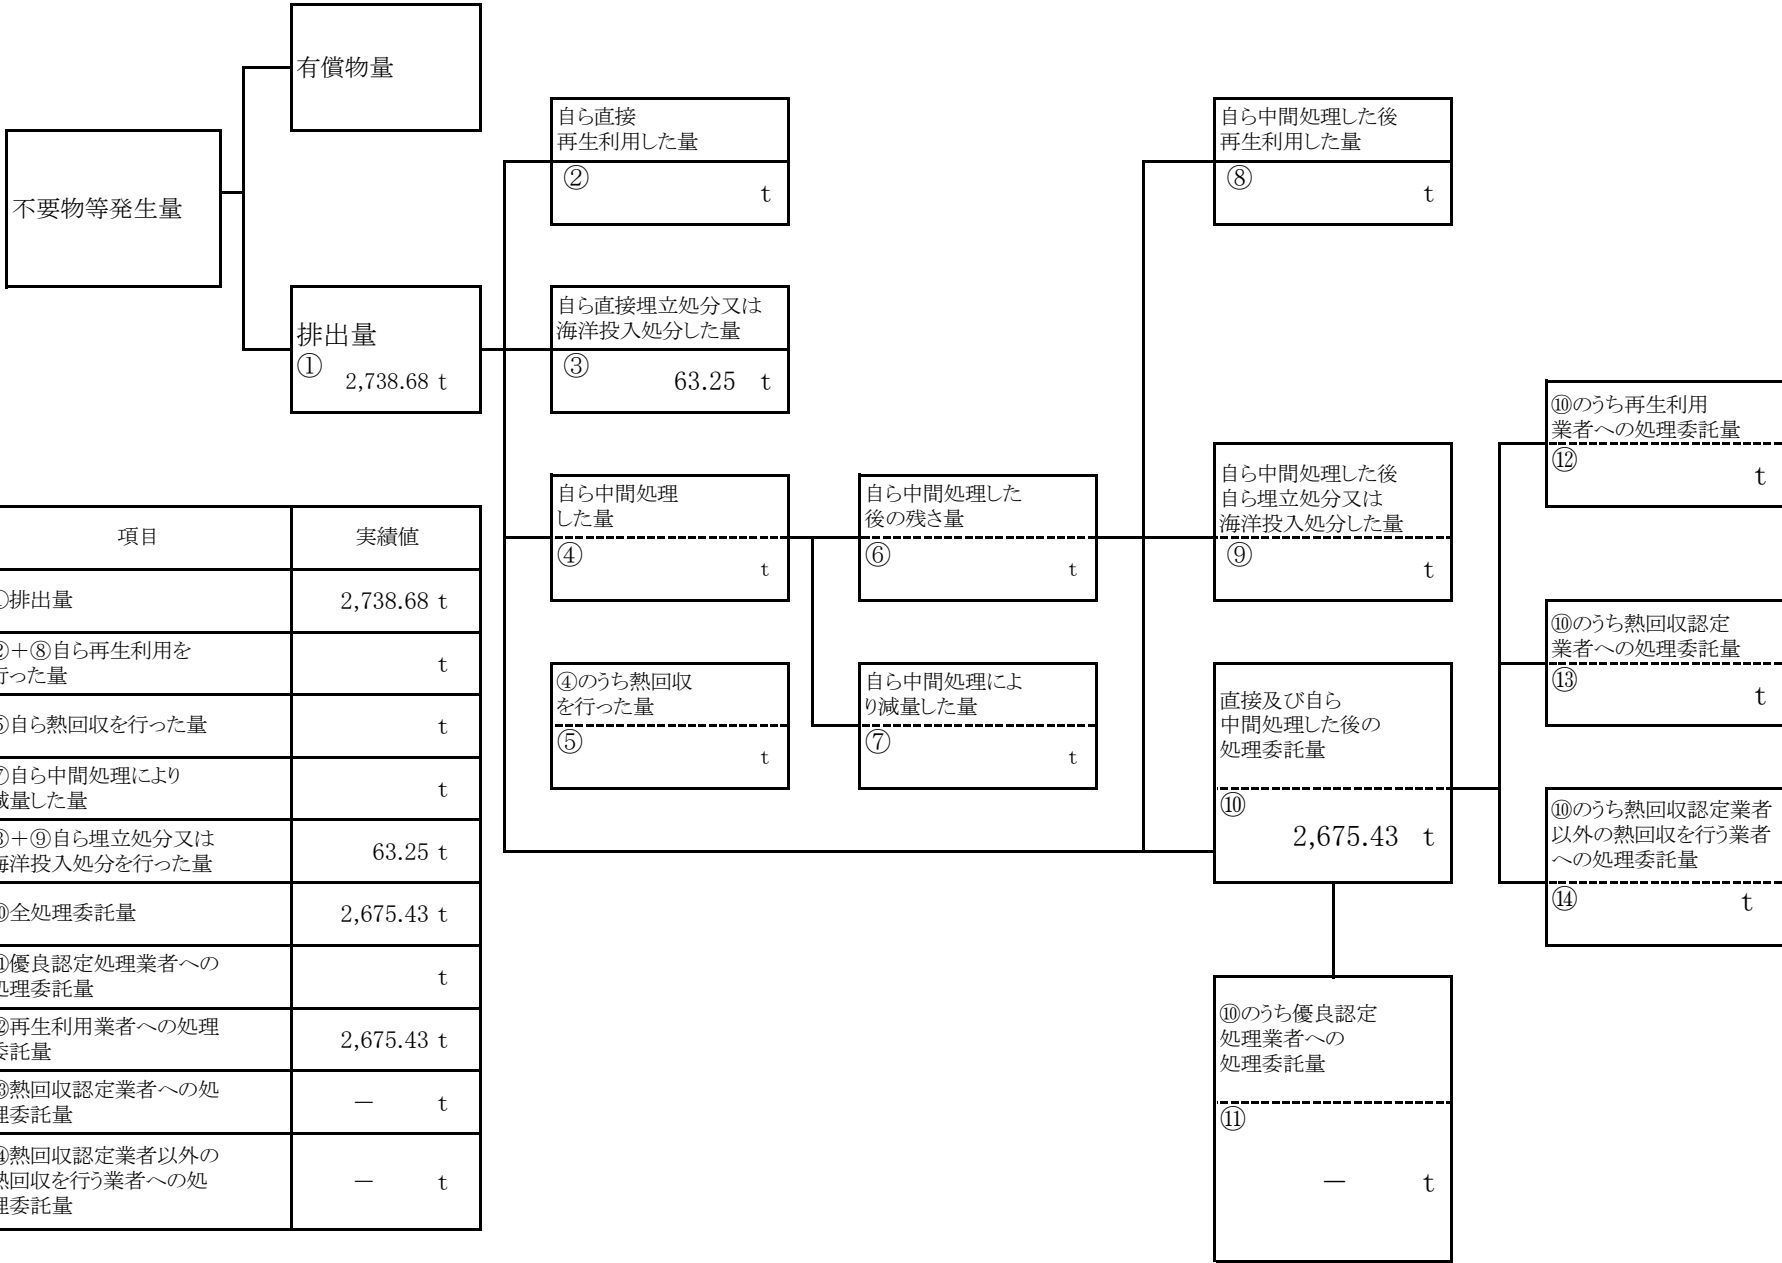 有償物量
不要物等発生量
排出量
①
2,738.68 t
自ら直接
再生利用した量
②
t
自ら直接埋立処分又は
海洋投入処分した量
③
63.25 t
自ら中間処理
した量
④
t
④のうち熱回収
を行った量
⑤
t
自ら中間処理した
後の残さ量
⑥
t
自ら中間処理によ
り減量した量
⑦
t
自ら中間処理した後
再生利用した量
⑧
t
自ら中間処理した後
自ら埋立処分又は
海洋投入処分した量
⑨
t
直接及び自ら
中間処理した後の
処理委託量
⑩
2,675.43 t
⑩のうち優良認定
処理業者への
処理委託量
⑪
－ t
⑩のうち再生利用
業者への処理委託量
⑫
t
⑩のうち熱回収認定
業者への処理委託量
⑬
t
⑩のうち熱回収認定業者
以外の熱回収を行う業者
への処理委託量
⑭
t
項目 実績値
①排出量 2,738.68 t
②＋⑧自ら再生利用を
行った量
t
⑤自ら熱回収を行った量 t
⑦自ら中間処理により
減量した量
t
③＋⑨自ら埋立処分又は
海洋投入処分を行った量
63.25 t
⑩全処理委託量 2,675.43 t
⑪優良認定処理業者への
処理委託量
t
⑫再生利用業者への処理
委託量
2,675.43 t
⑬熱回収認定業者への処
理委託量
－ t
⑭熱回収認定業者以外の
熱回収を行う業者への処
理委託量
－ t